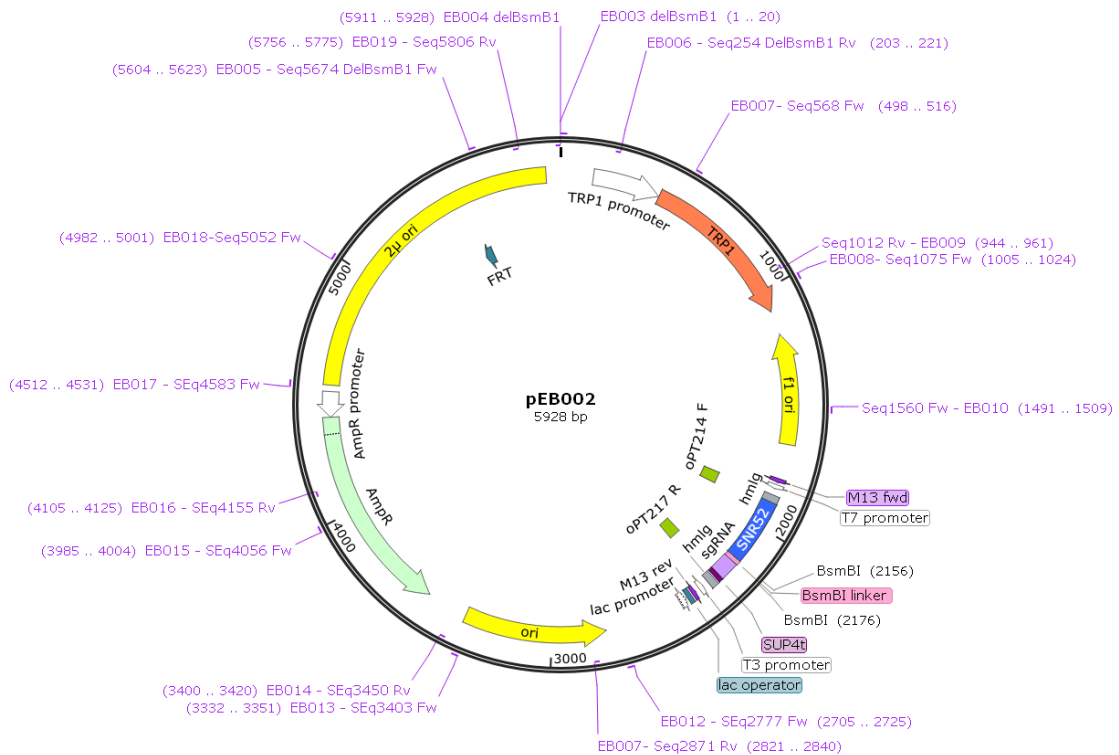 (5911 .. 5928) EB004 delBsmB1
EB003 delBsmB1 (1 .. 20)
(5756 .. 5775) EB019 - Seq5806 Rv
EB006 - Seq254 DelBsmB1 Rv (203 .. 221)
(5604 .. 5623) EB005 - Seq5674 DelBsmB1 Fw
EB007- Seq568 Fw (498 .. 516)
TRP1 promoter
TRP1
2μ ori
(4982 .. 5001) EB018-Seq5052 Fw
Seq1012 Rv - EB009 (944 .. 961)
EB008- Seq1075 Fw (1005 .. 1024)
1000
5000
FRT
AmpR promoter
f1 ori
(4512 .. 4531) EB017 - SEq4583 Fw
pEB002
5928 bp
Seq1560 Fw - EB010 (1491 .. 1509)
oPT214 F
oPT217 R
hmlg
M13 fwd
T7 promoter
2000
SNR52
AmpR
(4105 .. 4125) EB016 - SEq4155 Rv
4000
(3985 .. 4004) EB015 - SEq4056 Fw
sgRNA
hmlg
M13 rev
lac promoter
BsmBI (2156)
BsmBI linker
BsmBI (2176)
SUP4t
T3 promoter
lac operator
ori
3000
(3400 .. 3420) EB014 - SEq3450 Rv
(3332 .. 3351) EB013 - SEq3403 Fw
EB012 - SEq2777 Fw (2705 .. 2725)
EB007- Seq2871 Rv (2821 .. 2840)